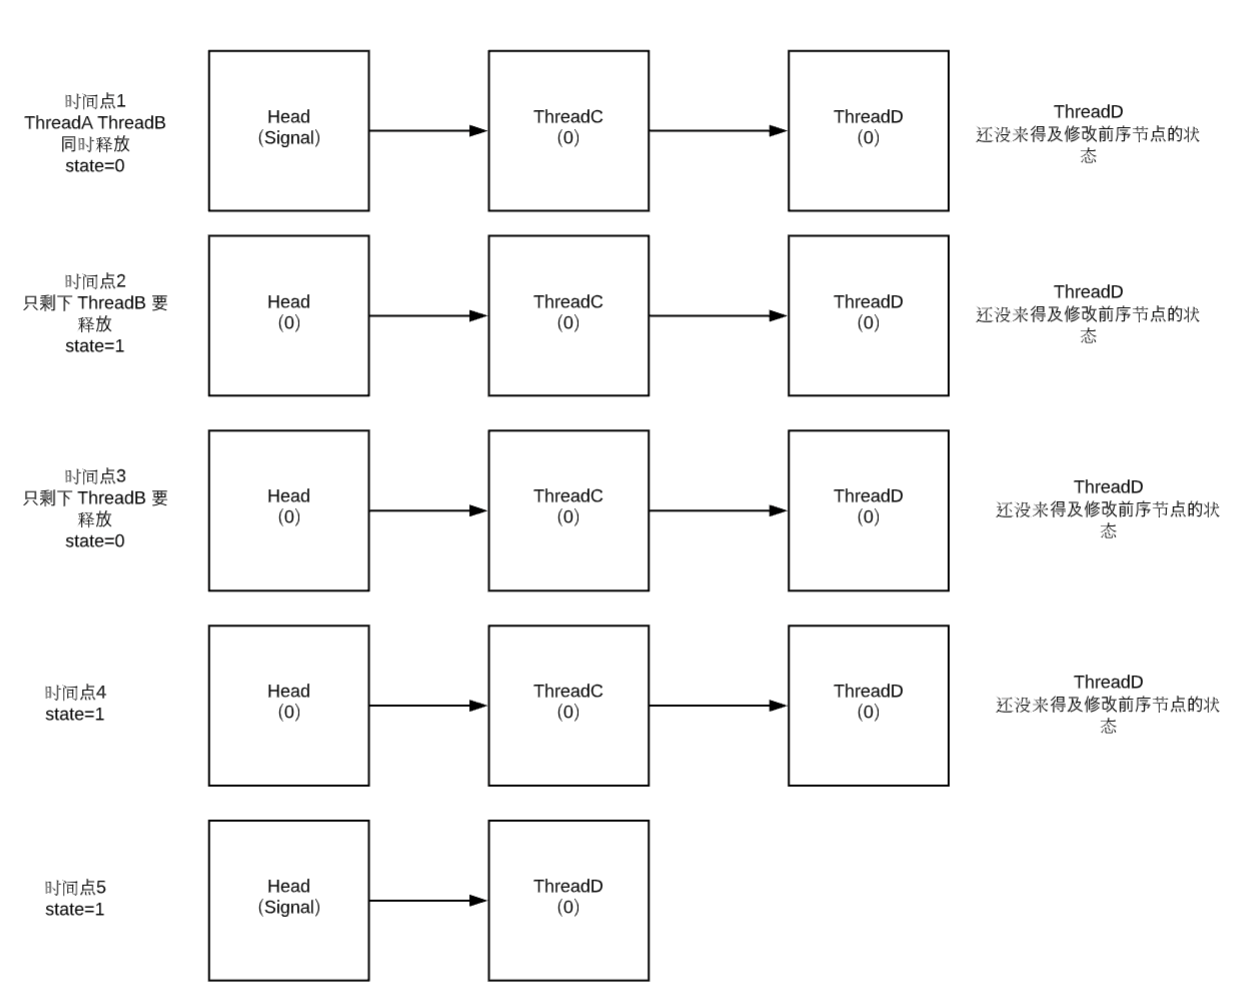 时间点1
ThreadA ThreadB
同时释放
state=0
Head
(Signal)
ThreadC
(0)
ThreadD
(0)
ThreadD
还没来得及修改前序节点的状
态
时间点2
只剩下 ThreadB 要
释放
state=1
Head
(0)
ThreadC
(0)
ThreadD
(0)
ThreadD
还没来得及修改前序节点的状
态
时间点3
只剩下 ThreadB 要
释放
state=0
Head
(0)
ThreadC
(0)
ThreadD
(0)
ThreadD
还没来得及修改前序节点的状
态
时间点4
state=1
Head
(0)
ThreadC
(0)
ThreadD
(0)
ThreadD
还没来得及修改前序节点的状
态
时间点5
state=1
Head
(Signal)
ThreadD
(0)